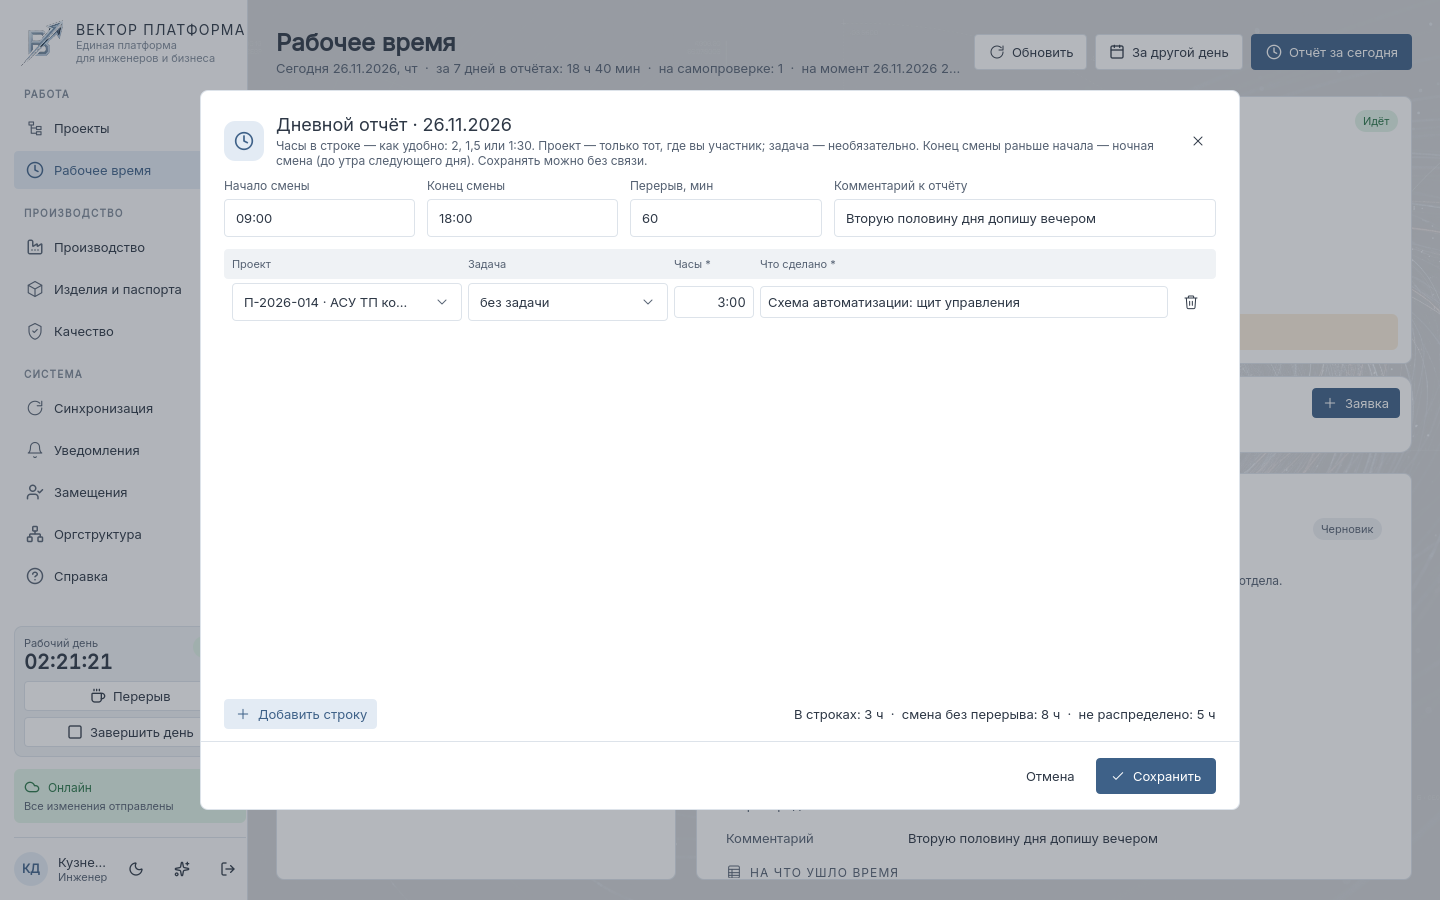 ВЕКТОР ПЛАТФОРМА
Единая платформа
для инженеров и бизнеса
РАБОТА
Проекты
Рабочее время
ПРОИЗВОДСТВО
Производство
Изделия и паспорта
Качество
СИСТЕМА
Синхронизация
Уведомления
Замещения
Оргструктура
Справка
Рабочий день
02:21:21
Перерыв
Завершить день
Онлайн
Все изменения отправлены
КД
Кузне...
Инженер
Рабочее время
Сегодня 26.11.2026, чт · за 7 дней в отчётах: 18 ч 40 мин · на самопроверке: 1 · на момент 26.11.2026 2...
Обновить
За другой день
Отчёт за сегодня
Идёт
Заявка
Черновик
отдела.
Дневной отчёт · 26.11.2026
Часы в строке — как удобно: 2, 1,5 или 1:30. Проект — только тот, где вы участник; задача — необязательно. Конец смены раньше начала — ночная
смена (до утра следующего дня). Сохранять можно без связи.
Начало смены
Конец смены
Перерыв, мин
Комментарий к отчёту
09:00
18:00
60
Вторую половину дня допишу вечером
Проект
Задача
Часы *
Что сделано *
П-2026-014 · АСУ ТП ко...
без задачи
3:00
Схема автоматизации: щит управления
Добавить строку
В строках: 3 ч · смена без перерыва: 8 ч · не распределено: 5 ч
Отмена
Сохранить
Комментарий
Вторую половину дня допишу вечером
НА ЧТО УШЛО ВРЕМЯ